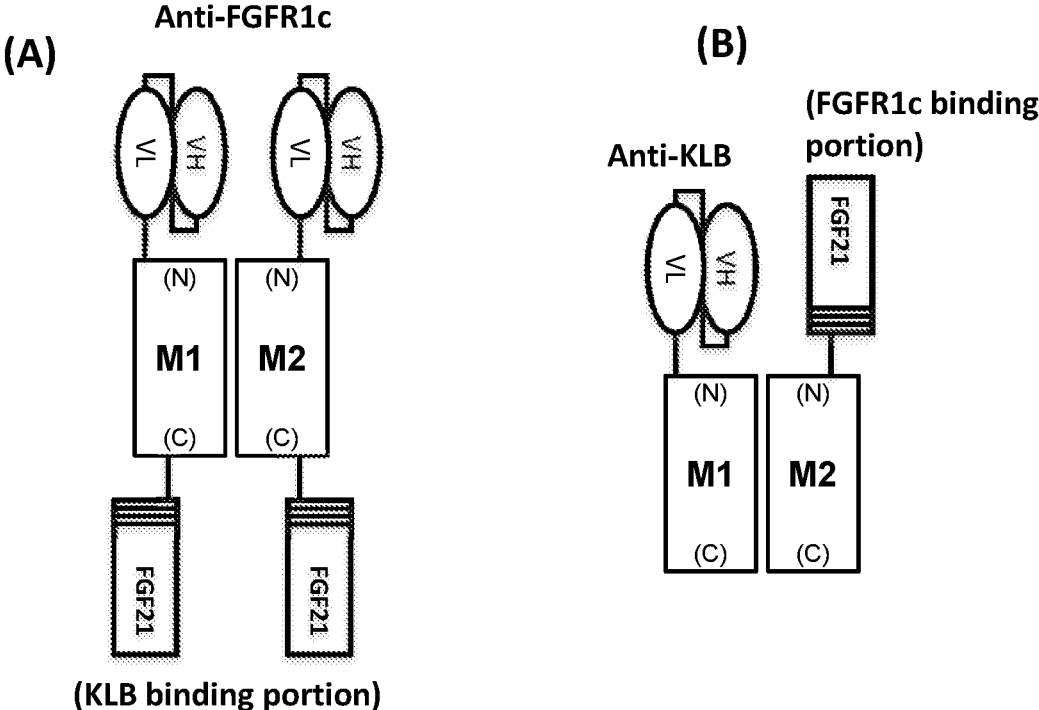 Anti-FGFR1c
(A)
VL VH VL VH
(N) (N)
M1 M2
(C) (C)
FGF21 FGF21
(KLB binding portion)
(B)
(FGFR1c binding
portion)
Anti-KLB
FGF21
VL VH
(N) (N)
M1 M2
(C) (C)